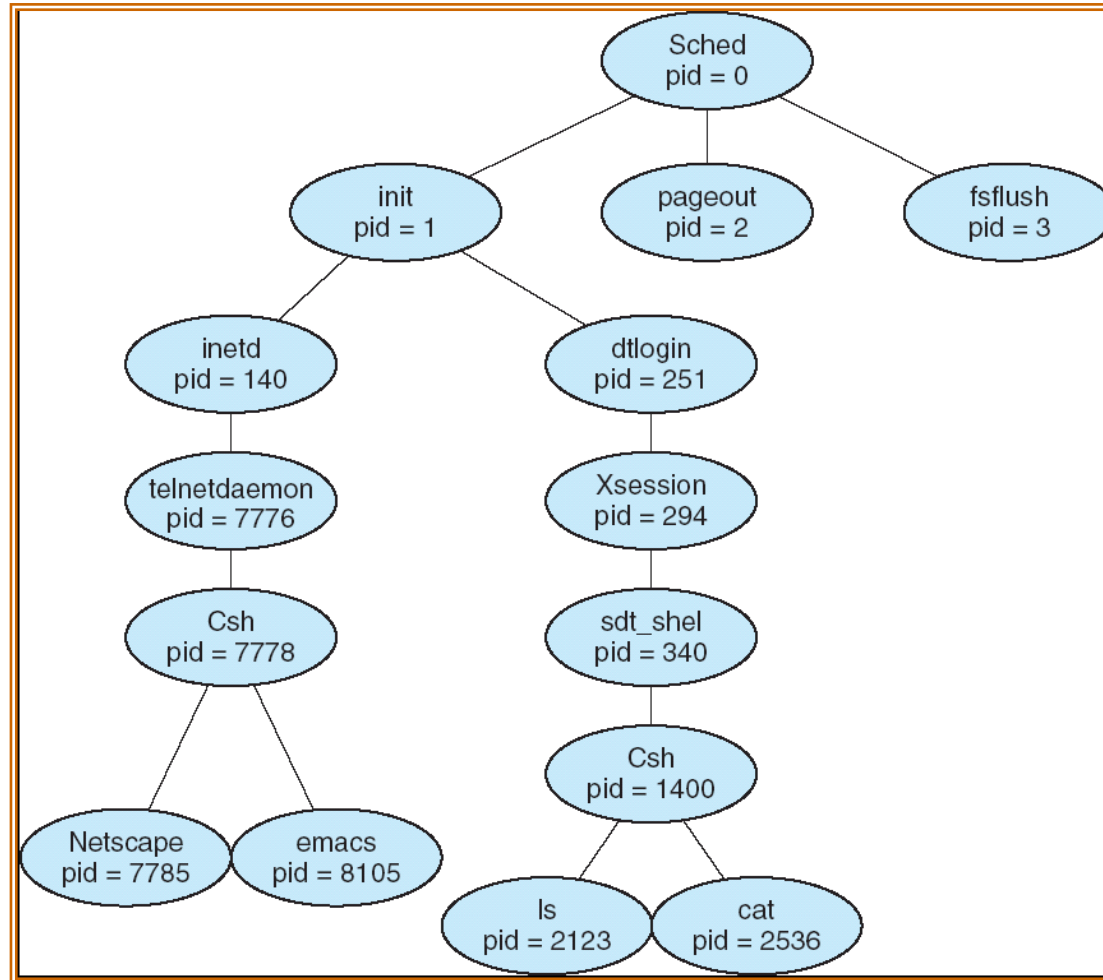 Sched
pid = 0
init
pid = 1
pageout
pid = 2
fsflush
pid = 3
inetd
pid = 140
dtlogin
pid = 251
telnetdaemon
pid = 7776
Xsession
pid = 294
Csh
pid = 7778
sdt_shel
pid = 340
Csh
pid = 1400
Netscape
pid = 7785
emacs
pid = 8105
ls
pid = 2123
cat
pid = 2536